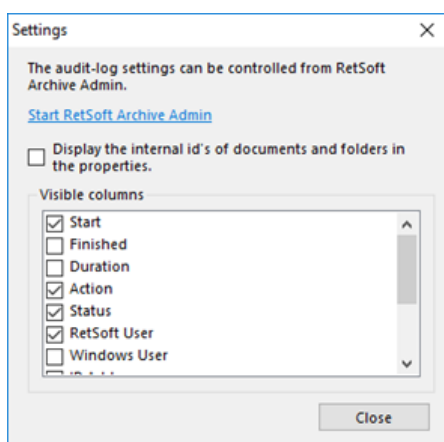 Settings
The audit-log settings can be controlled from RetSoft
Archive Admin.
Start RetSoft Archive Admin
Display the internal id's of documents and folders in
the properties.
Visible columns
Start
Finished
Duration
Action
Status
RetSoft User
Windows User
Close